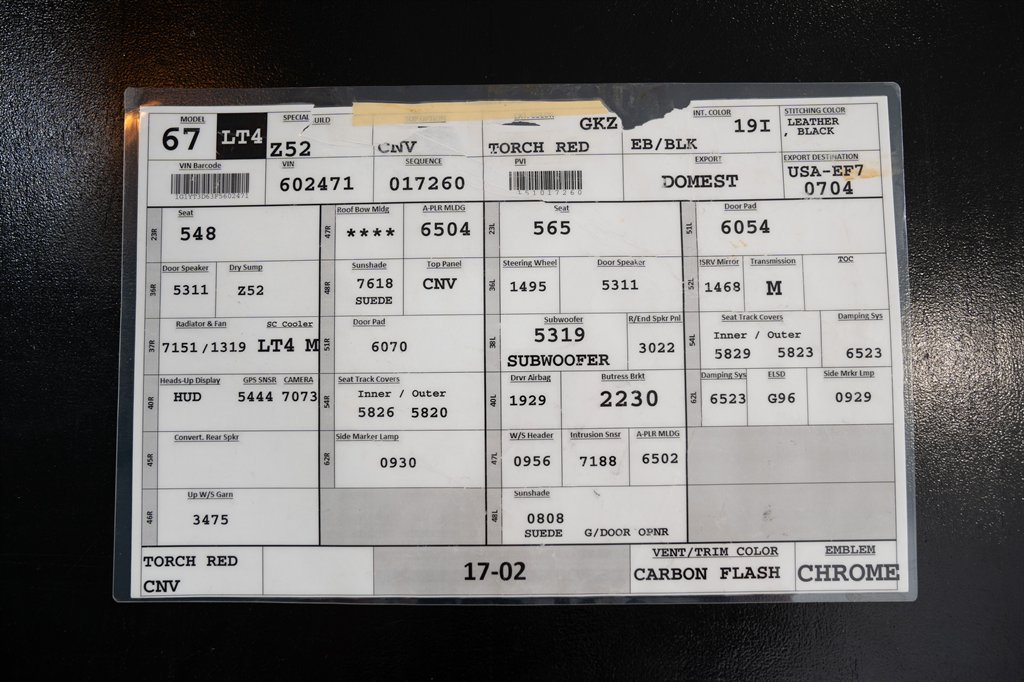 MODEL
67 LT4
SPECIAL BUILD
Z52
CNV
TORCH RED
GKZ
EB/BLK
INT. COLOR
19I
STITCHING COLOR
LEATHER
, BLACK
VIN Barcode
1G1YT3D63F5602471
VIN
602471
SEQUENCE
017260
PVI
151017260
EXPORT
DOMEST
EXPORT DESTINATION
USA-EF7
0704
23R
Seat
548
47R
Roof Bow Mldg
****
A-PLR MLDG
6504
23L
Seat
565
51L
Door Pad
6054
36R
Door Speaker
5311
Dry Sump
Z52
48R
Sunshade
7618
SUEDE
Top Panel
CNV
36L
Steering Wheel
1495
Door Speaker
5311
52L
ISRV Mirror
1468
Transmission
M
TOC
37R
Radiator & Fan
7151/1319
SC Cooler
LT4 M
51R
Door Pad
6070
38L
Subwoofer
5319
SUBWOOFER
R/End Spkr Pnl
3022
54L
Seat Track Covers
Inner / Outer
5829 5823
Damping Sys
6523
40R
Heads-Up Display
HUD
GPS SNSR
5444
CAMERA
7073
54R
Seat Track Covers
Inner / Outer
5826 5820
40L
Drvr Airbag
1929
Butress Brkt
2230
62L
Damping Sys
6523
ELSD
G96
Side Mrkr Lmp
0929
45R
Convert. Rear Spkr
62R
Side Marker Lamp
0930
47L
W/S Header
0956
Intrusion Snsr
7188
A-PLR MLDG
6502
46R
Up W/S Garn
3475
48L
Sunshade
0808
SUEDE G/DOOR OPNR
TORCH RED
CNV
17-02
VENT/TRIM COLOR
CARBON FLASH
EMBLEM
CHROME